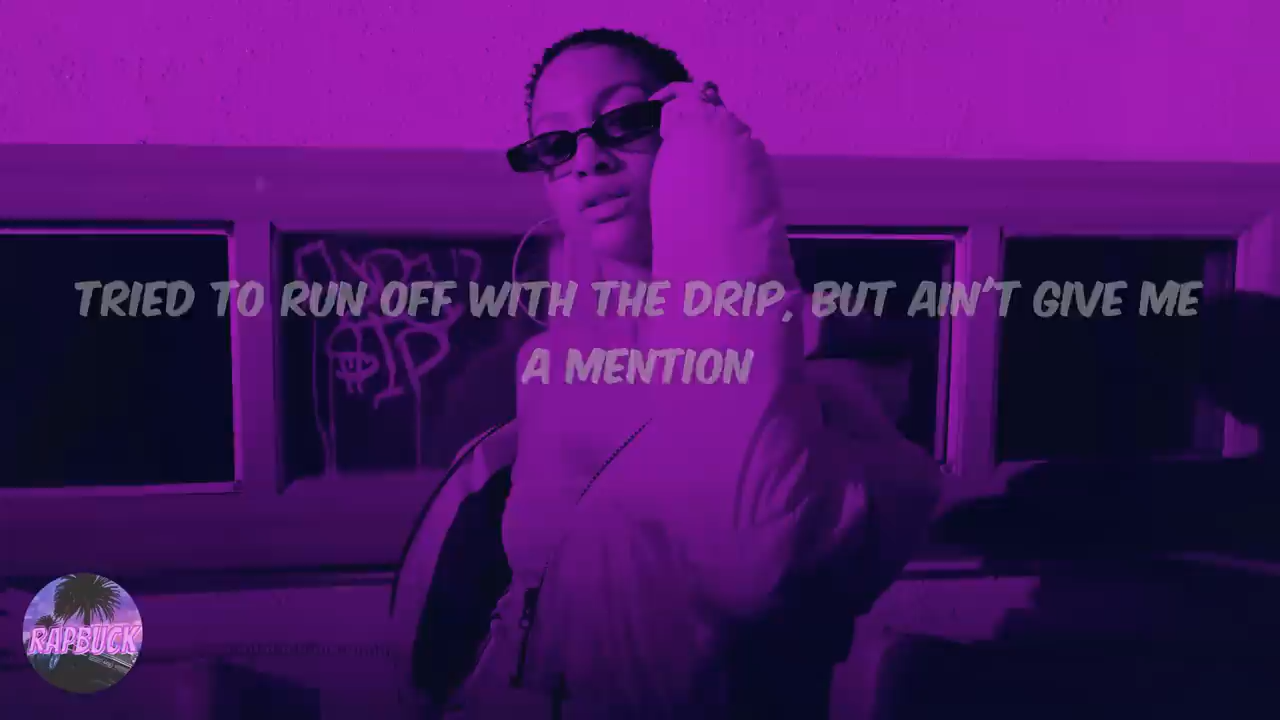 TRIED TO RUN OFF WITH THE DRIP, BUT AIN'T GIVE ME
A MENTION
RAPBUCK